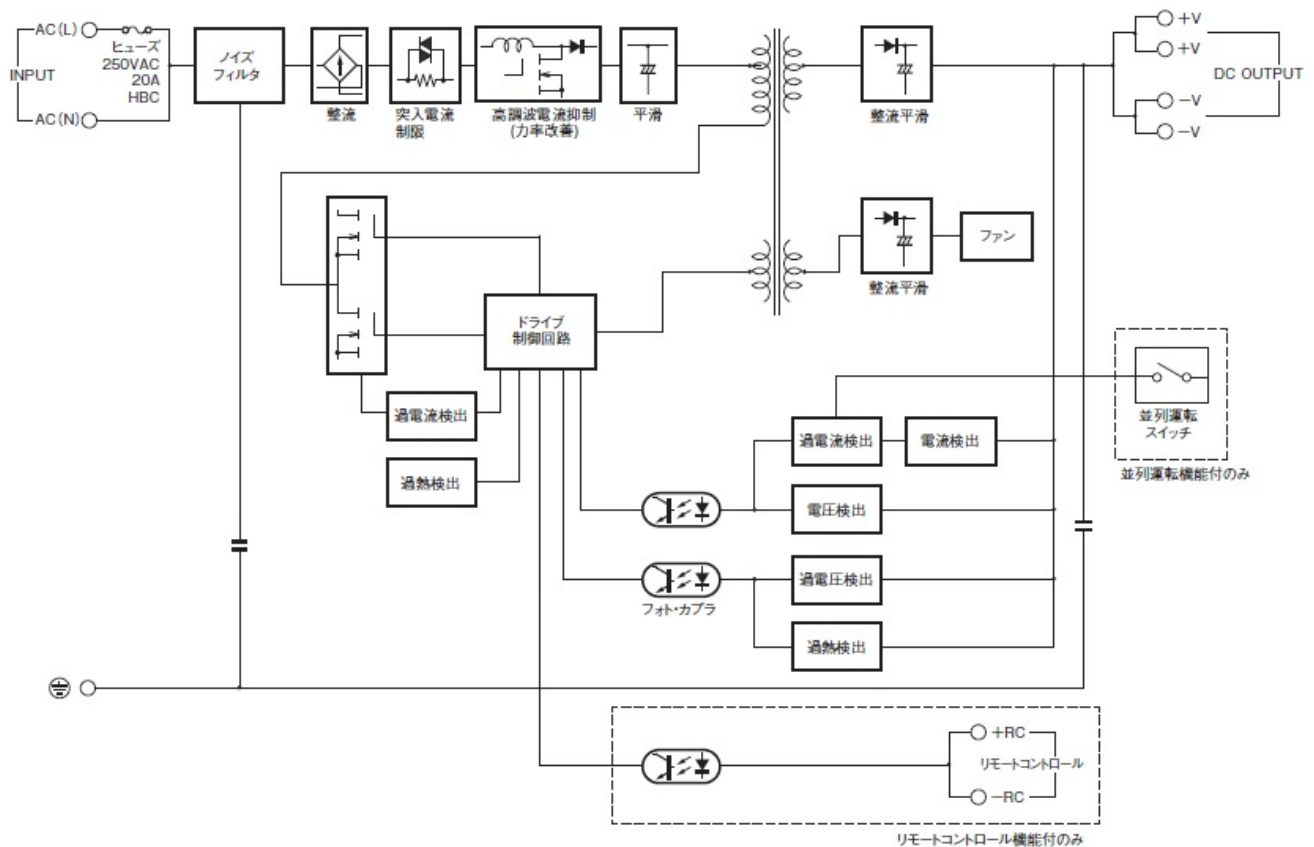 AC(L)
ヒューズ
250VAC
20A
HBC
INPUT
AC(N)
ノイズ
フィルタ
整流
突入電流
制限
高調波電流抑制
(力率改善)
平滑
整流平滑
+V
+V
DC OUTPUT
−V
−V
整流平滑
ファン
ドライブ
制御回路
過電流検出
過熱検出
過電流検出
電流検出
並列運転
スイッチ
並列運転機能付のみ
電圧検出
過電圧検出
フォト・カプラ
過熱検出
+RC
リモートコントロール
−RC
リモートコントロール機能付のみ